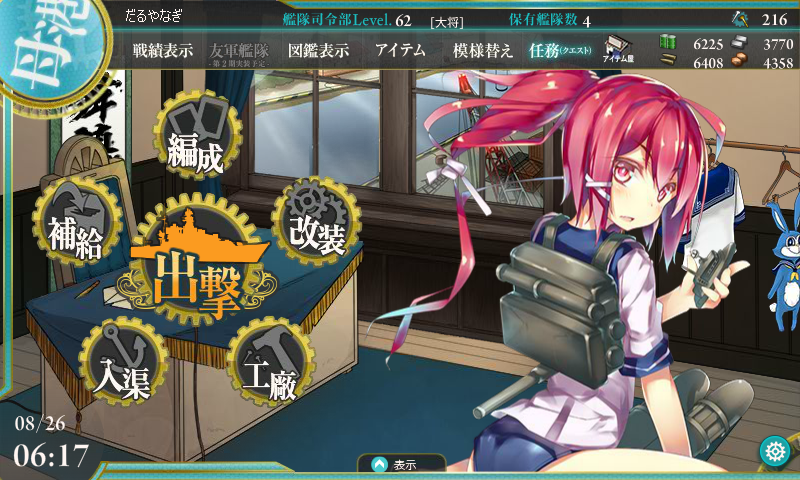 母港
だるやなぎ
艦隊司令部Level. 62 [大将]
保有艦隊数 4
216
戦績表示
友軍艦隊
- 第2期実装予定 -
図鑑表示
アイテム
模様替え
任務(クエスト)
アイテム屋
6225 3770
6408 4358
編成
補給
改装
出撃
入渠
工廠
08/26
06:17
表示